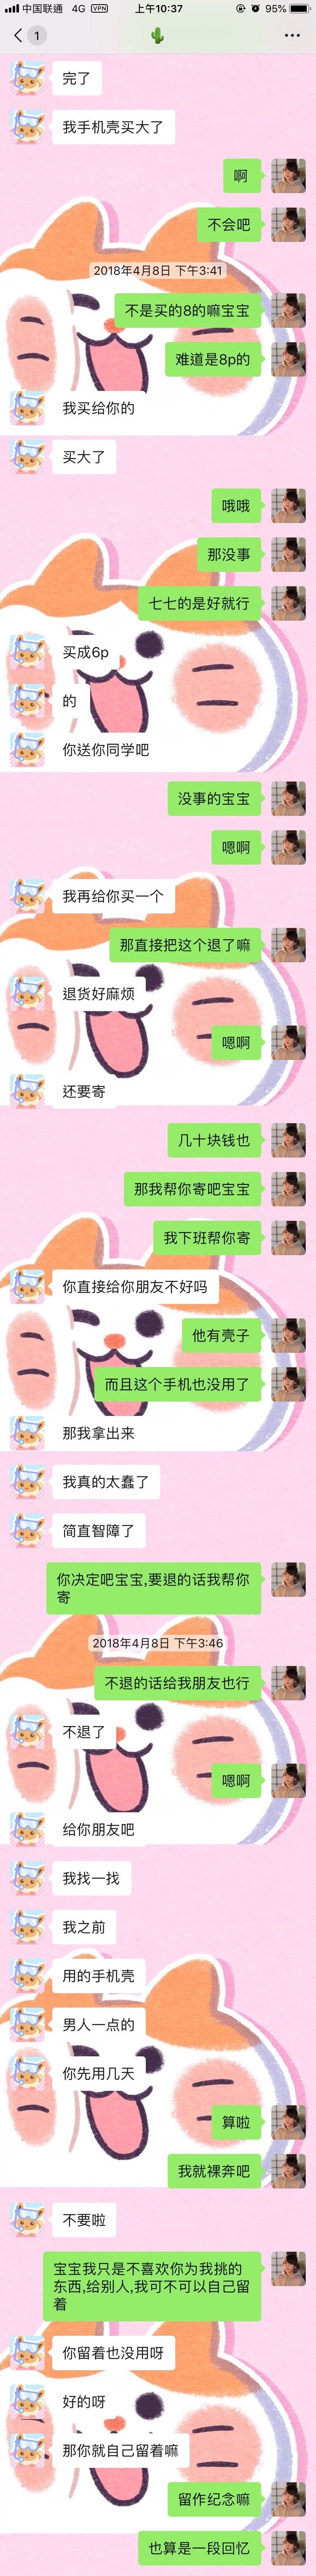 中国联通 4G VPN 上午10:37 95%
1 🌵
完了
我手机壳买大了
啊
不会吧
2018年4月8日 下午3:41
不是买的8的嘛宝宝
难道是8p的
我买给你的
买大了
哦哦
那没事
七七的是好就行
买成6p
的
你送你同学吧
没事的宝宝
嗯啊
我再给你买一个
那直接把这个退了嘛
退货好麻烦
嗯啊
还要寄
几十块钱也
那我帮你寄吧宝宝
我下班帮你寄
你直接给你朋友不好吗
他有壳子
而且这个手机也没用了
那我拿出来
我真的太蠢了
简直智障了
你决定吧宝宝,要退的话我帮你
寄
2018年4月8日 下午3:46
不退的话给我朋友也行
不退了
嗯啊
给你朋友吧
我找一找
我之前
用的手机壳
男人一点的
你先用几天
算啦
我就裸奔吧
不要啦
宝宝我只是不喜欢你为我挑的
东西,给别人,我可不可以自己留
着
你留着也没用呀
好的呀
那你就自己留着嘛
留作纪念嘛
也算是一段回忆